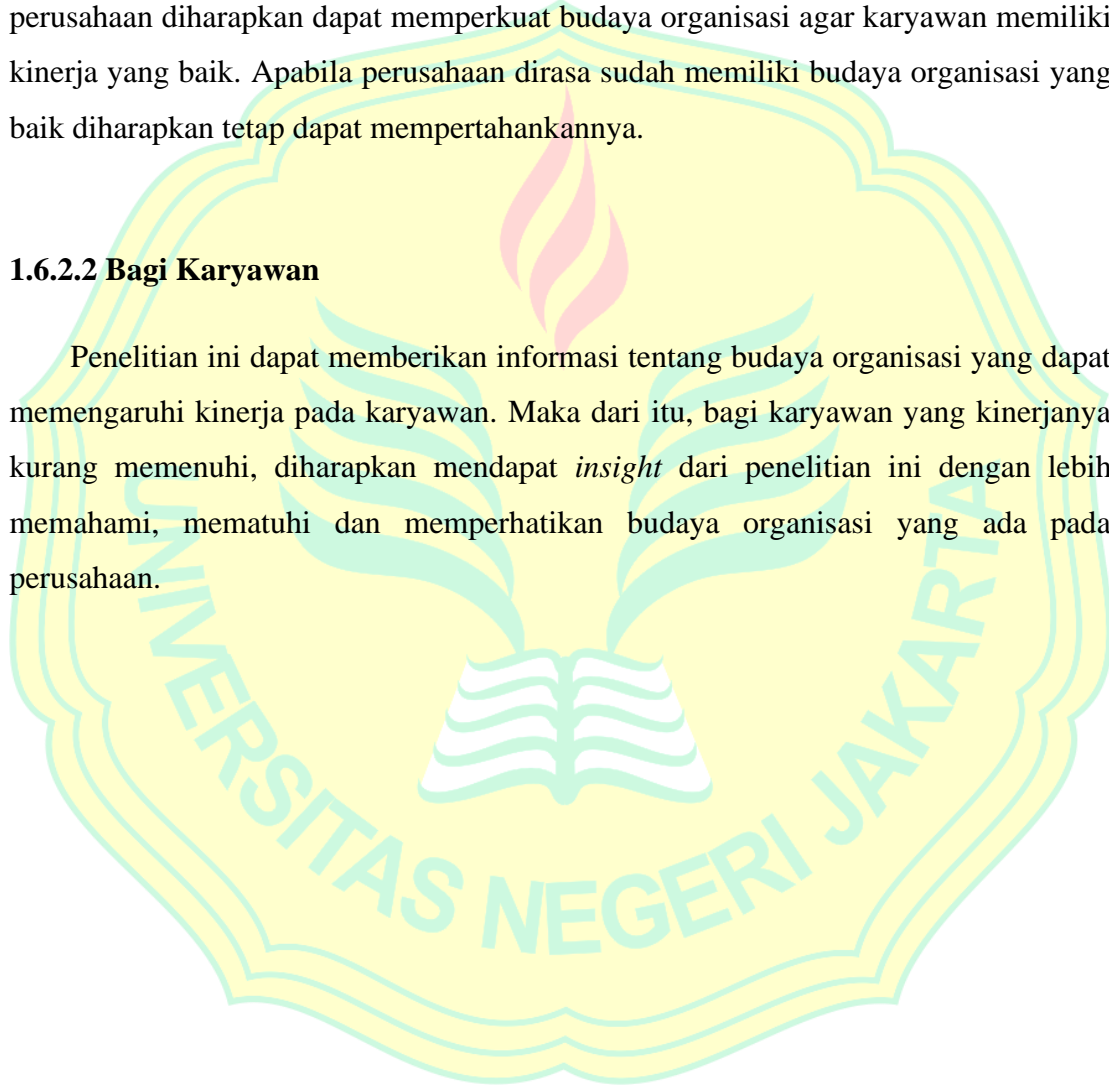 perusahaan diharapkan dapat memperkuat budaya organisasi agar karyawan memiliki
kinerja yang baik. Apabila perusahaan dirasa sudah memiliki budaya organisasi yang
baik diharapkan tetap dapat mempertahankannya.
1.6.2.2 Bagi Karyawan
Penelitian ini dapat memberikan informasi tentang budaya organisasi yang dapat
memengaruhi kinerja pada karyawan. Maka dari itu, bagi karyawan yang kinerjanya
kurang memenuhi, diharapkan mendapat insight dari penelitian ini dengan lebih
memahami, mematuhi dan memperhatikan budaya organisasi yang ada pada
perusahaan.
UNIVERSITAS NEGERI JAKARTA